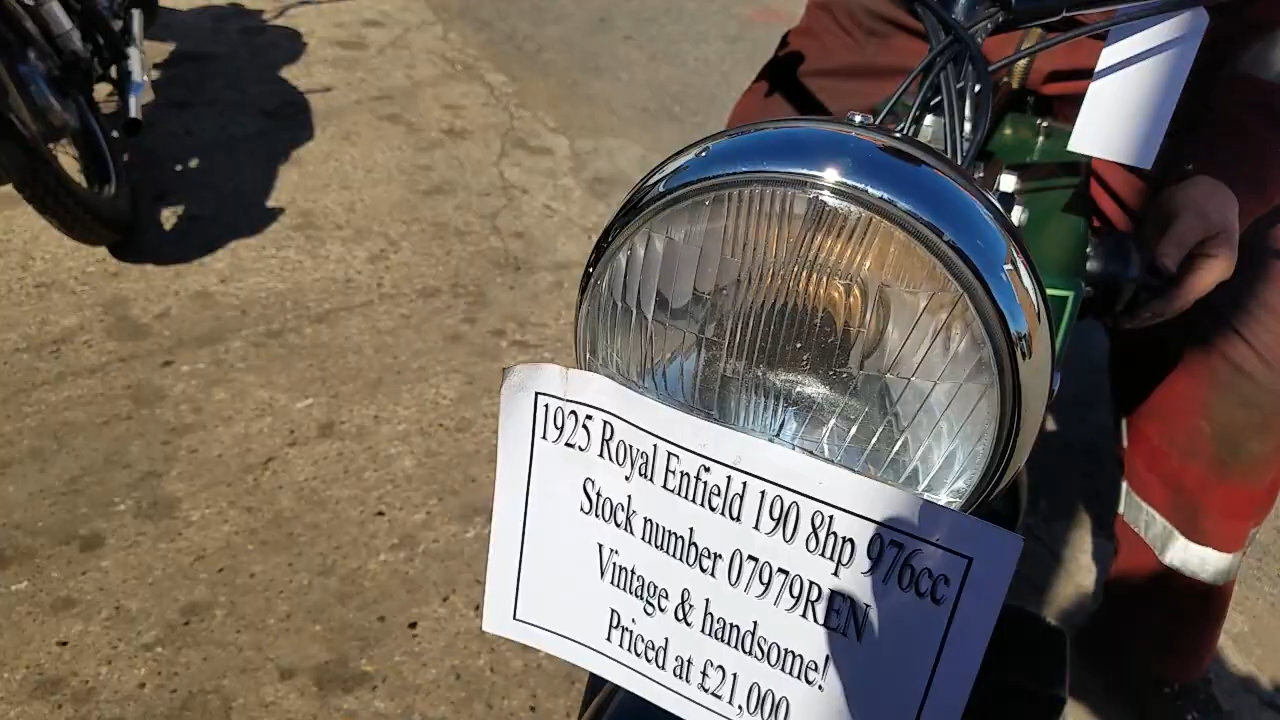 1925 Royal Enfield 190 8hp 976cc
Stock number 07979REN
Vintage & handsome!
Priced at £21,000